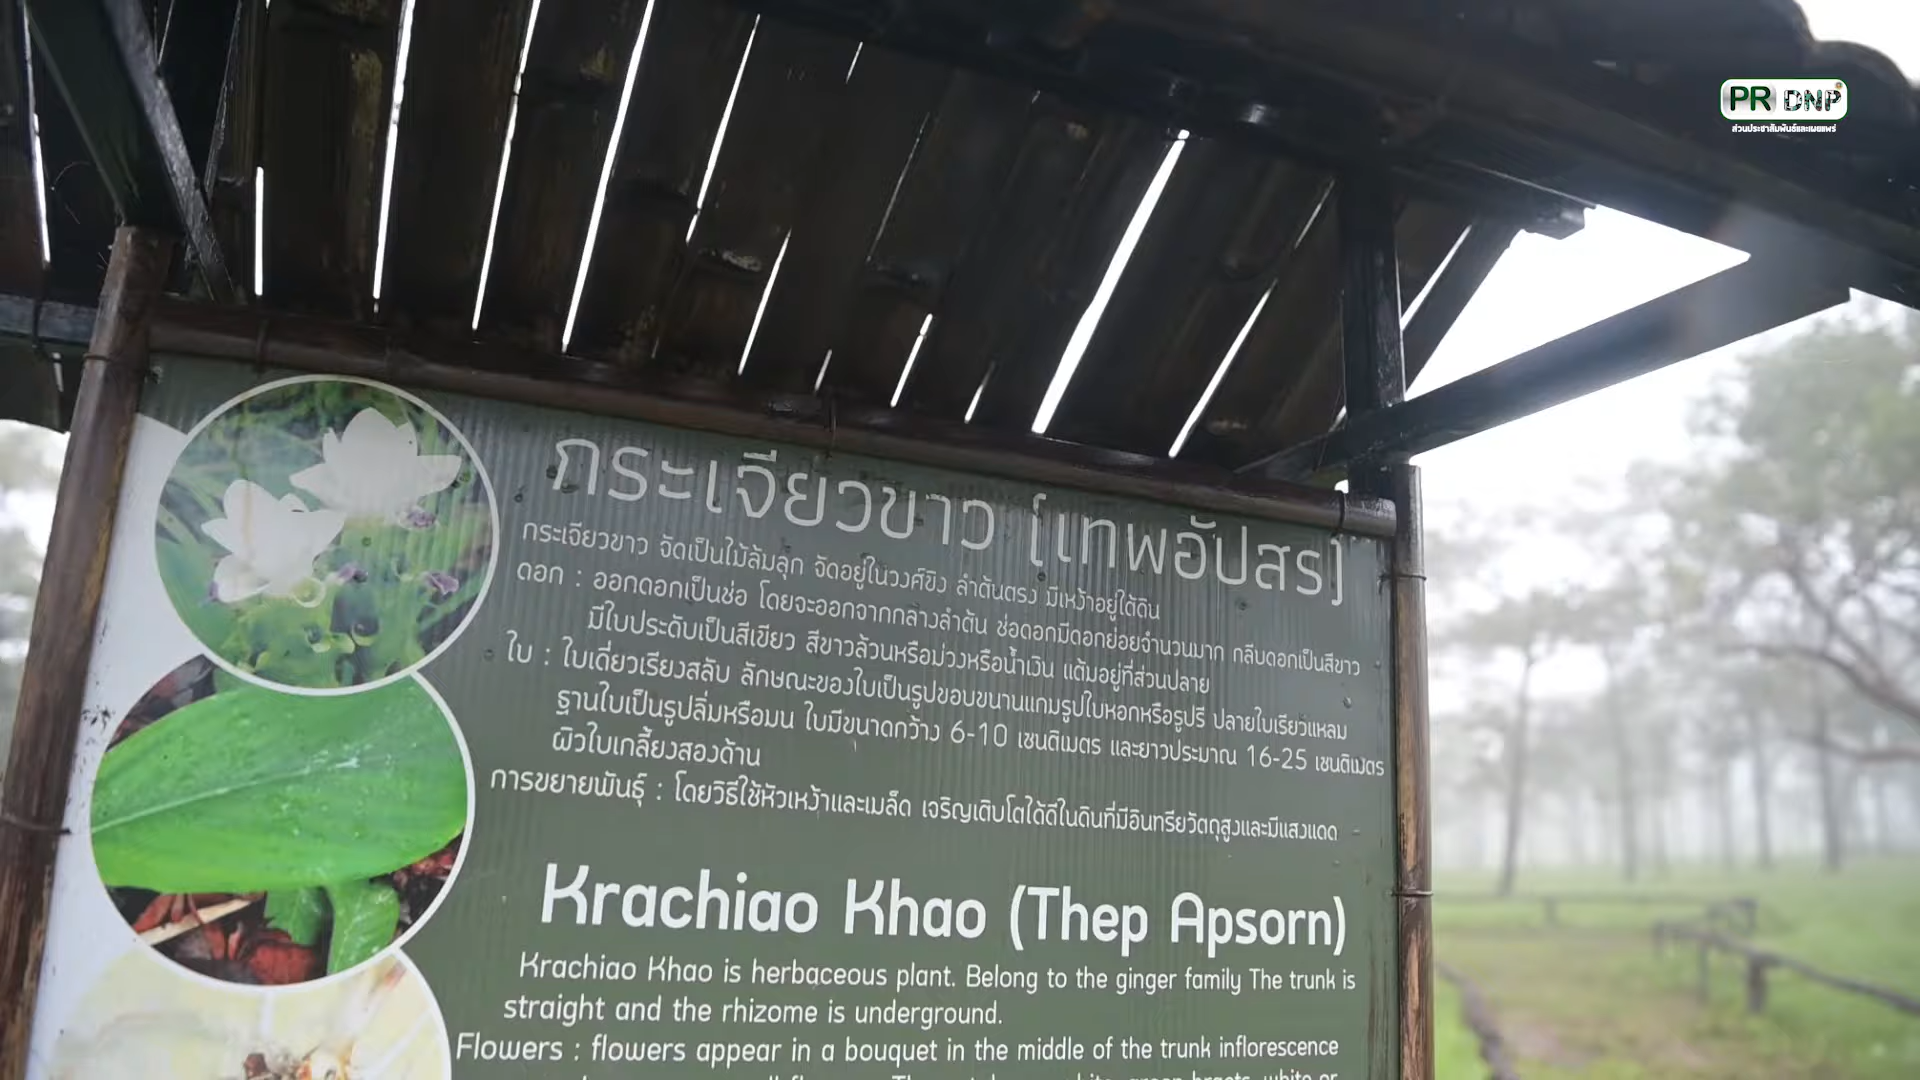 PR DNP
ส่วนประชาสัมพันธ์และเผยแพร่
กระเจียวขาว [เทพอัปสร]
กระเจียวขาว จัดเป็นไม้ล้มลุก จัดอยู่ในวงศ์ขิง ลำต้นตรง มีเหง้าอยู่ใต้ดิน
ดอก : ออกดอกเป็นช่อ โดยจะออกจากกลางลำต้น ช่อดอกมีดอกย่อยจำนวนมาก กลีบดอกเป็นสีขาว
มีใบประดับเป็นสีเขียว สีขาวล้วนหรือม่วงหรือน้ำเงิน แต้มอยู่ที่ส่วนปลาย
ใบ : ใบเดี่ยวเรียงสลับ ลักษณะของใบเป็นรูปขอบขนานแกมรูปใบหอกหรือรูปรี ปลายใบเรียวแหลม
ฐานใบเป็นรูปลิ่มหรือมน ใบมีขนาดกว้าง 6-10 เซนติเมตร และยาวประมาณ 16-25 เซนติเมตร
ผิวใบเกลี้ยงสองด้าน
การขยายพันธุ์ : โดยวิธีใช้หัวเหง้าและเมล็ด เจริญเติบโตได้ดีในดินที่มีอินทรียวัตถุสูงและมีแสงแดด
Krachiao Khao (Thep Apsorn)
Krachiao Khao is herbaceous plant. Belong to the ginger family The trunk is
straight and the rhizome is underground.
Flowers : flowers appear in a bouquet in the middle of the trunk inflorescence